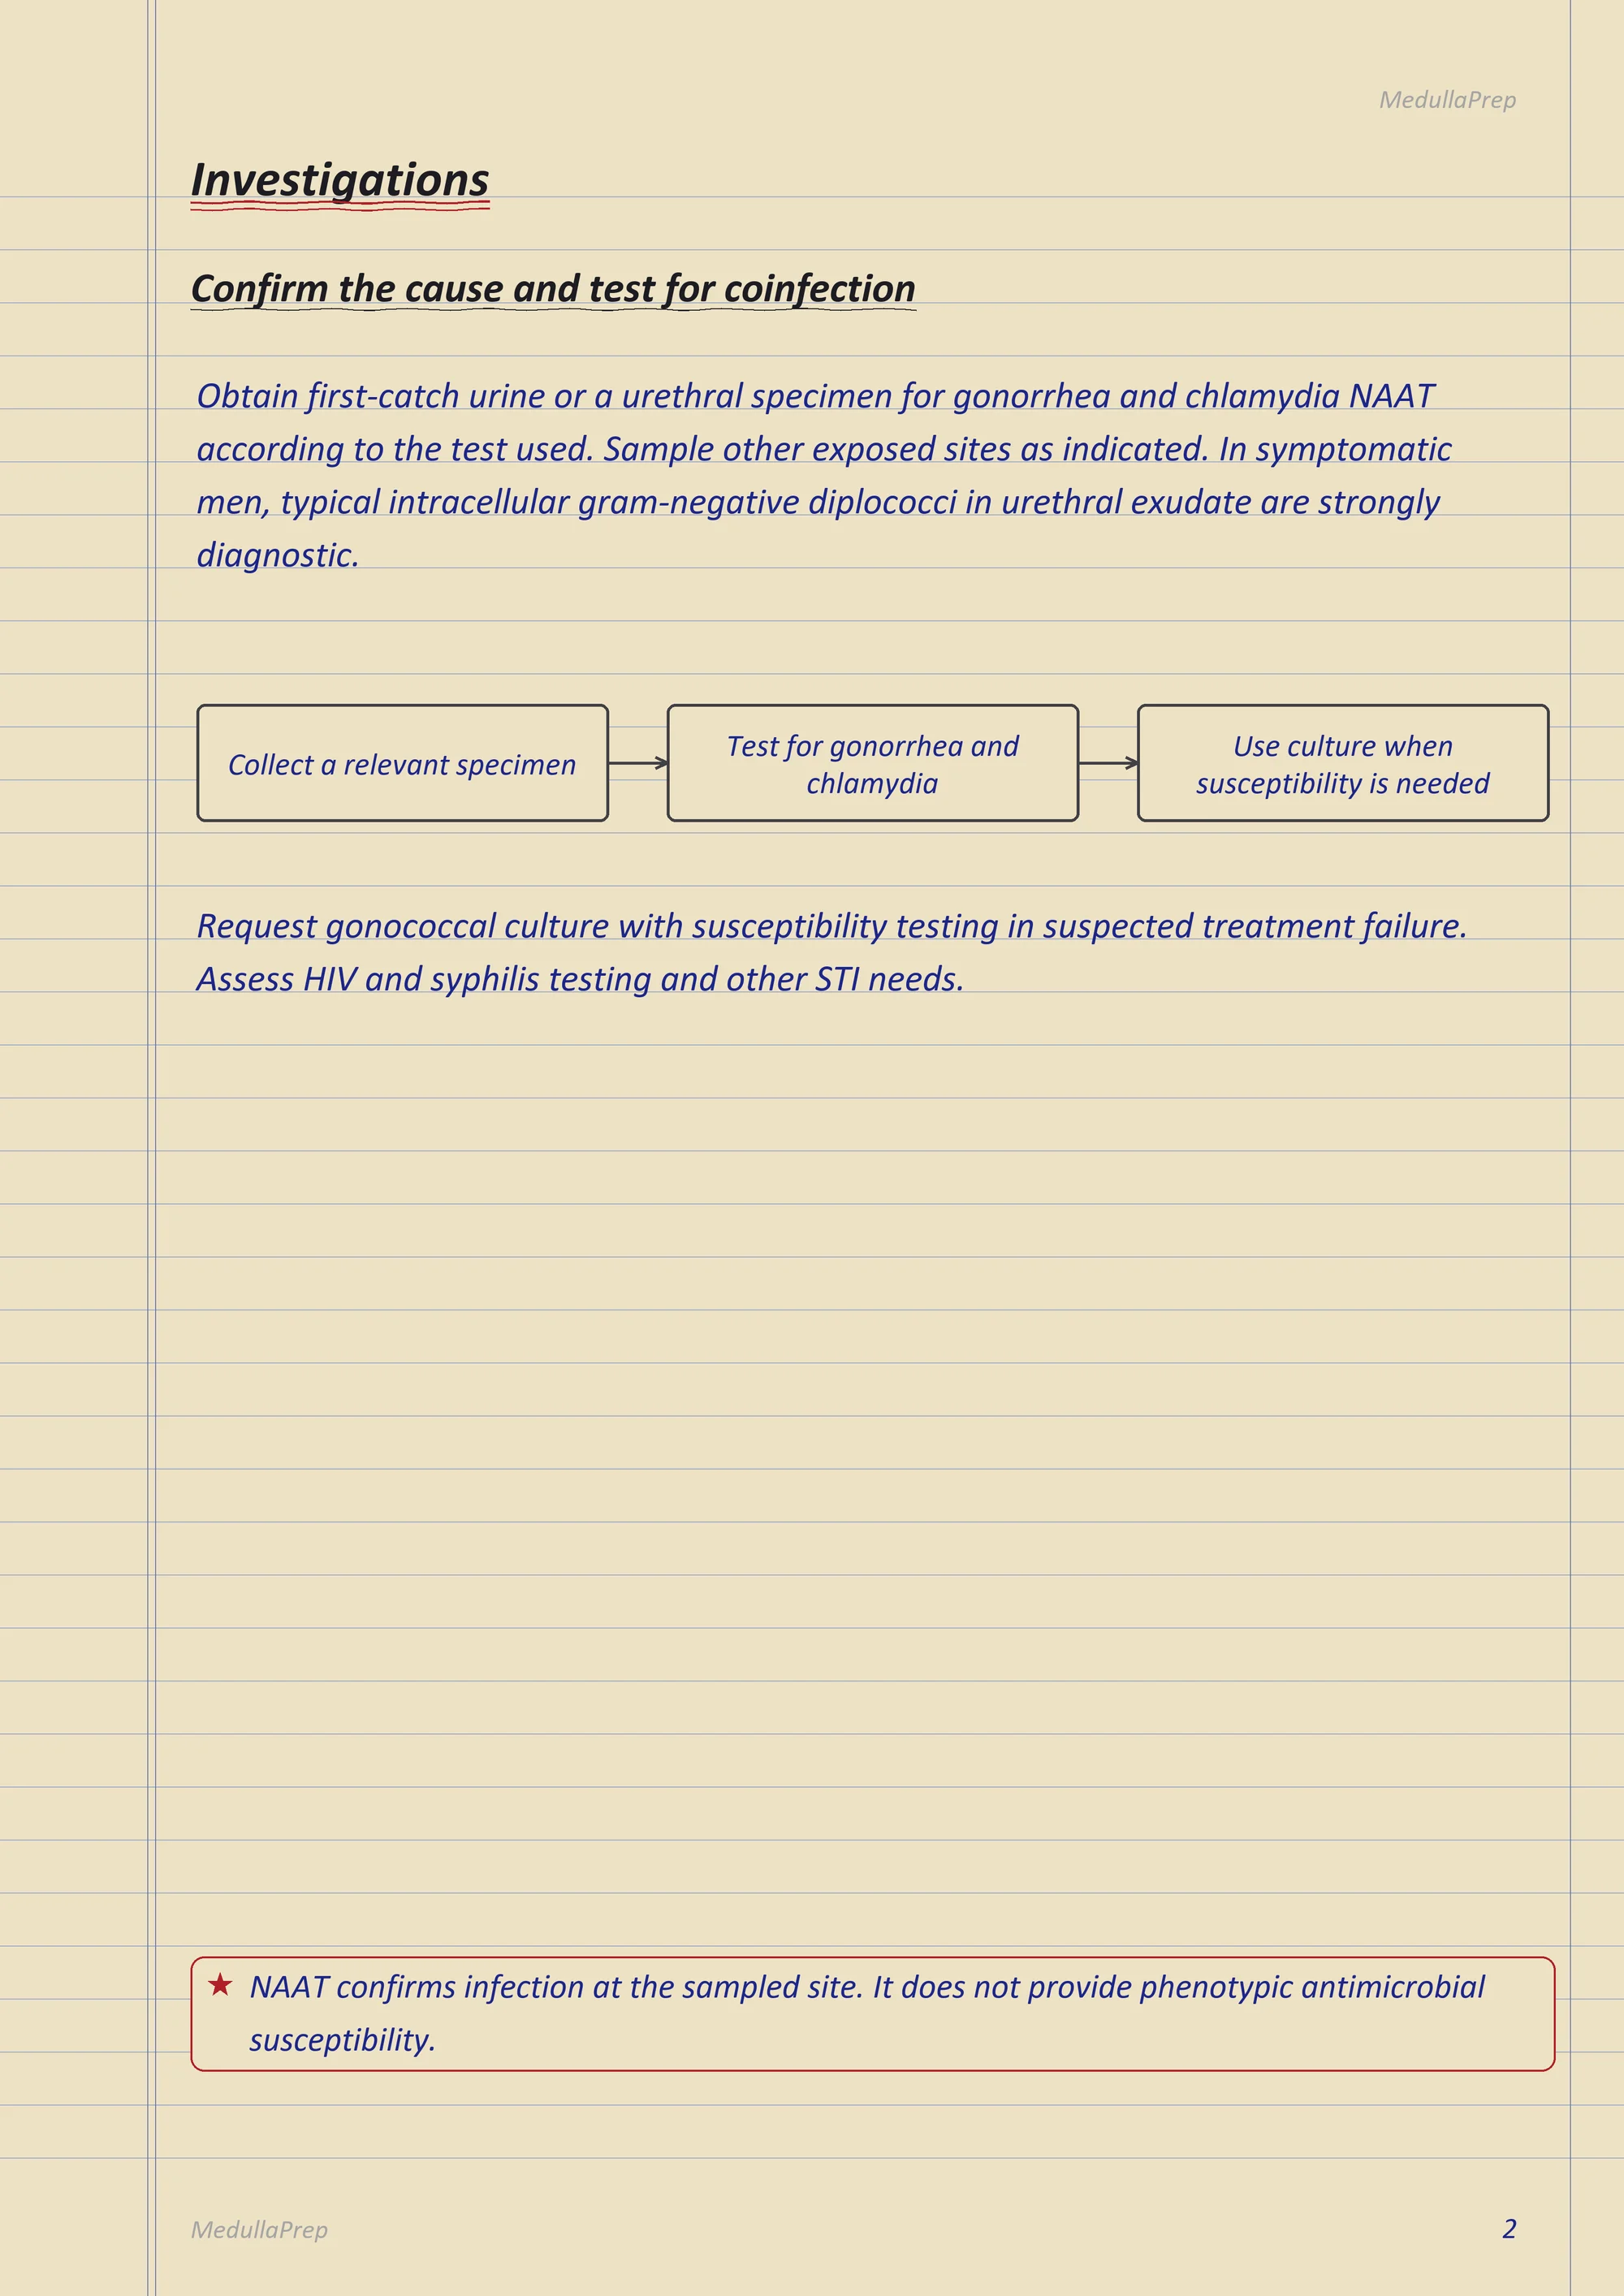 MedullaPrep
Investigations
Confirm the cause and test for coinfection
Obtain first-catch urine or a urethral specimen for gonorrhea and chlamydia NAAT
according to the test used. Sample other exposed sites as indicated. In symptomatic
men, typical intracellular gram-negative diplococci in urethral exudate are strongly
diagnostic.
Collect a relevant specimen
Test for gonorrhea and
chlamydia
Use culture when
susceptibility is needed
Request gonococcal culture with susceptibility testing in suspected treatment failure.
Assess HIV and syphilis testing and other STI needs.
★ NAAT confirms infection at the sampled site. It does not provide phenotypic antimicrobial
susceptibility.
MedullaPrep
2